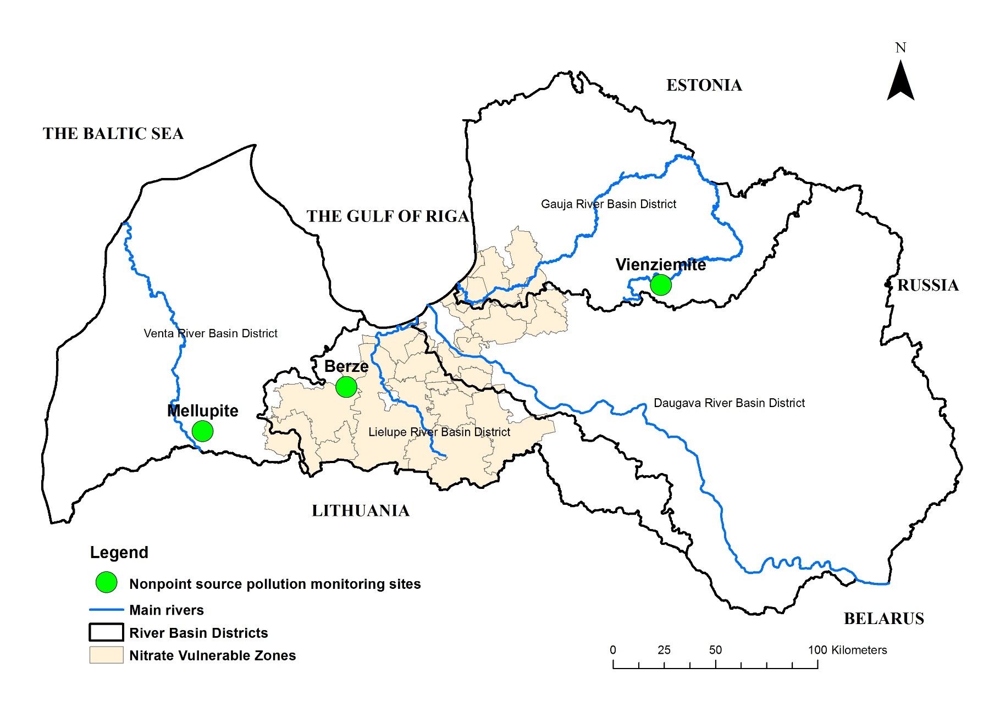 N
ESTONIA
THE BALTIC SEA
Gauja River Basin District
THE GULF OF RIGA
Vienziemite
RUSSIA
Venta River Basin District
Berze
Daugava River Basin District
Mellupite
Lielupe River Basin District
LITHUANIA
Legend
Nonpoint source pollution monitoring sites
Main rivers
River Basin Districts
Nitrate Vulnerable Zones
BELARUS
0 25 50 100 Kilometers